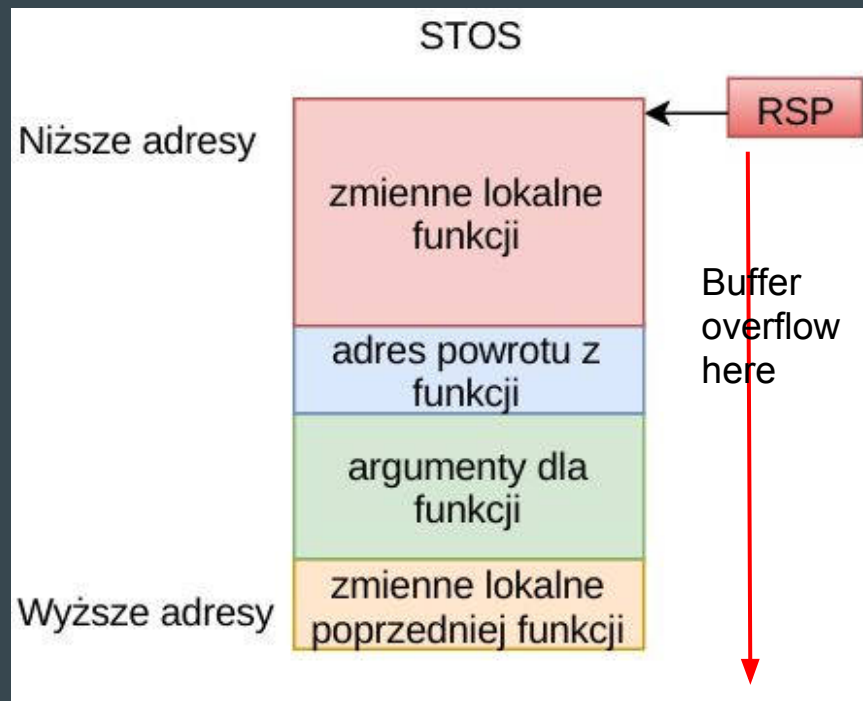 STOS
RSP
Niższe adresy
zmienne lokalne
funkcji
Buffer
overflow
here
adres powrotu z
funkcji
argumenty dla
funkcji
Wyższe adresy
zmienne lokalne
poprzedniej funkcji